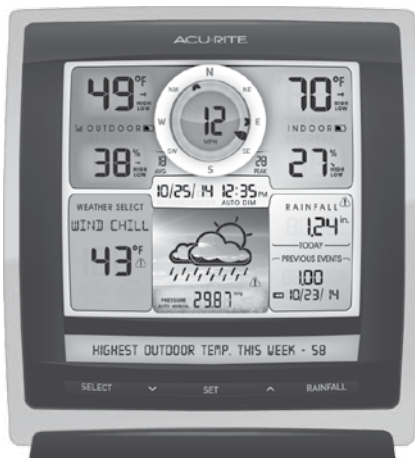 ACU·RITE
49°F
HIGH
LOW
OUTDOOR
38%
HIGH
LOW
N
NW NE
W E
SW SE
S
12
MPH
18
AVG
28
PEAK
70°F
HIGH
LOW
INDOOR
27%
HIGH
LOW
10/25/14 12:35PM
AUTO DIM
WEATHER SELECT
WIND CHILL
43°F
PRESSURE
29.87
RAINFALL
1.24 in.
TODAY
PREVIOUS EVENTS
1.00
10/23/14
HIGHEST OUTDOOR TEMP. THIS WEEK - 58
SELECT SET RAINFALL